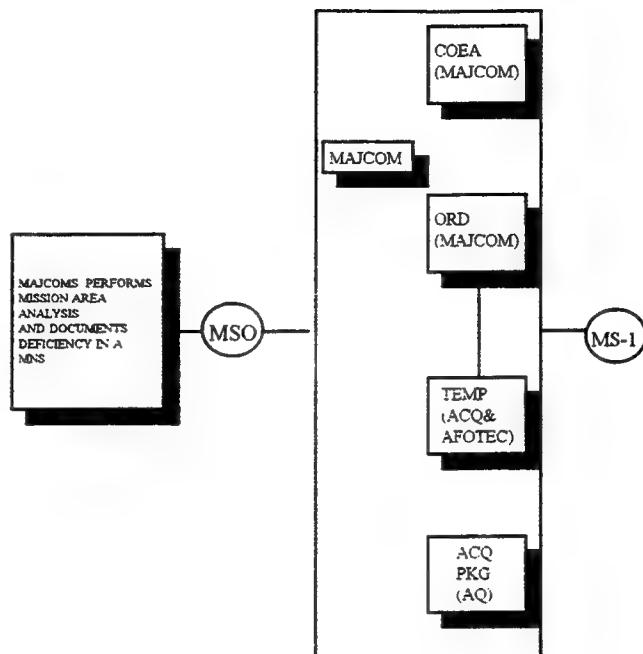 MAJCOMS PERFORMS
MISSION AREA
ANALYSIS
AND DOCUMENTS
DEFICIENCY IN A
MNS
MSO
MAJCOM
COEA
(MAJCOM)
ORD
(MAJCOM)
TEMP
(ACQ&
AFOTEC)
ACQ
PKG
(AQ)
MS-1